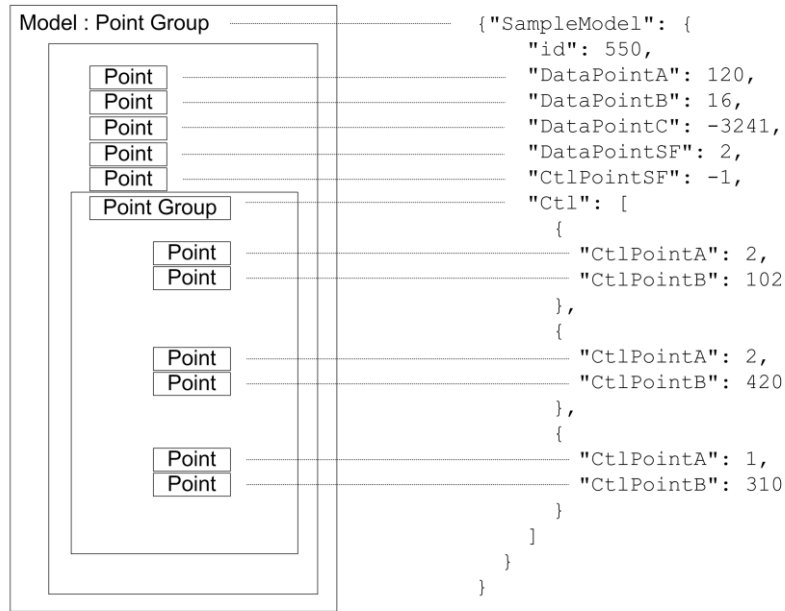 Model : Point Group {"SampleModel": {
"id": 550,
Point "DataPointA": 120,
Point "DataPointB": 16,
Point "DataPointC": -3241,
Point "DataPointSF": 2,
Point "CtlPointSF": -1,
Point Group "Ctl": [
{
Point "CtlPointA": 2,
Point "CtlPointB": 102
},
{
Point "CtlPointA": 2,
Point "CtlPointB": 420
},
{
Point "CtlPointA": 1,
Point "CtlPointB": 310
}
]
}
}